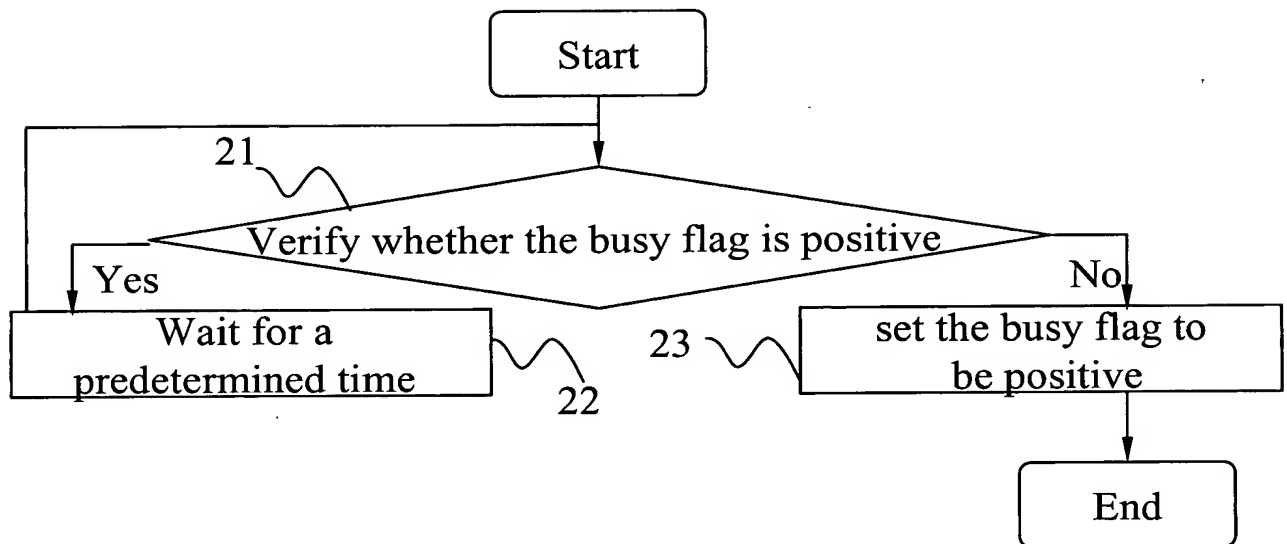 Start
21
Verify whether the busy flag is positive
Yes
No
Wait for a
predetermined time
22
23
set the busy flag to
be positive
End